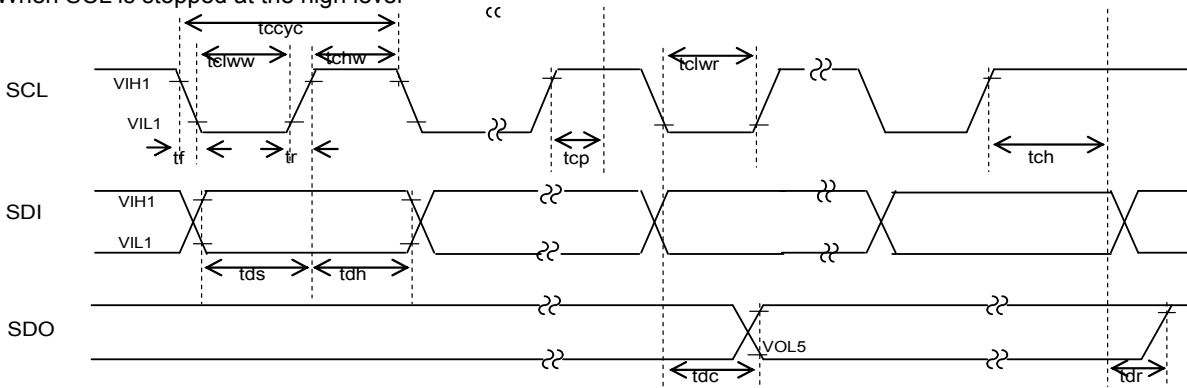 When SCL is stopped at the high level
tccyc
tclww
tchw
tclwr
SCL
VIH1
VIL1
tf
tr
tcp
tch
SDI
VIH1
VIL1
tds
tdh
SDO
VOL5
tdc
tdr